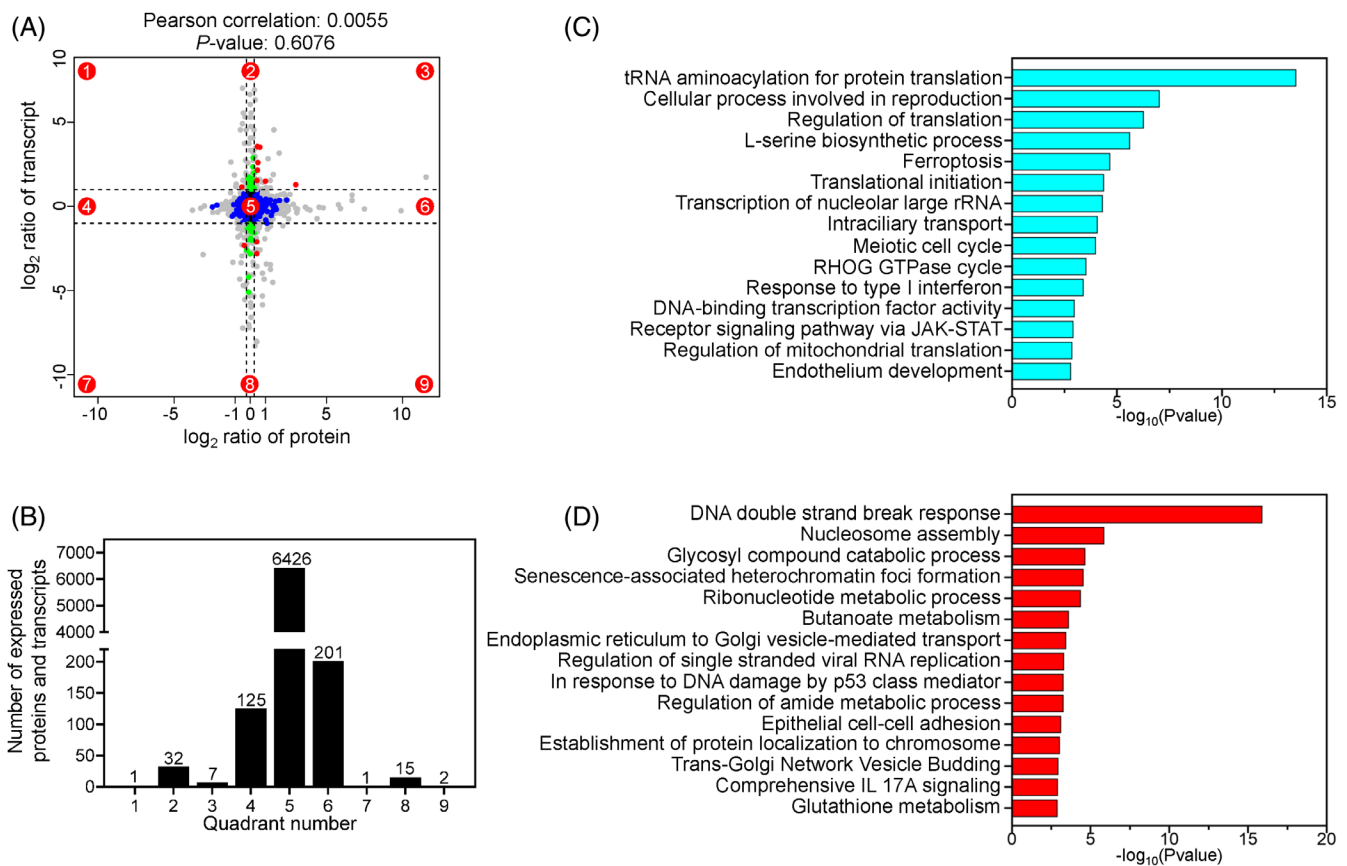 (A)
Pearson correlation: 0.0055
P-value: 0.6076
log2 ratio of transcript
10
5
0
-5
-10
1 2 3
4 5 6
7 8 9
-10 -5 -1 0 1 5 10
log2 ratio of protein
(B)
Number of expressed
proteins and transcripts
7000
6000
5000
4000
200
150
100
50
0
1 32 7 125 6426 201 1 15 2
1 2 3 4 5 6 7 8 9
Quadrant number
(C)
tRNA aminoacylation for protein translation
Cellular process involved in reproduction
Regulation of translation
L-serine biosynthetic process
Ferroptosis
Translational initiation
Transcription of nucleolar large rRNA
Intraciliary transport
Meiotic cell cycle
RHOG GTPase cycle
Response to type I interferon
DNA-binding transcription factor activity
Receptor signaling pathway via JAK-STAT
Regulation of mitochondrial translation
Endothelium development
0 5 10 15
-log10(Pvalue)
(D)
DNA double strand break response
Nucleosome assembly
Glycosyl compound catabolic process
Senescence-associated heterochromatin foci formation
Ribonucleotide metabolic process
Butanoate metabolism
Endoplasmic reticulum to Golgi vesicle-mediated transport
Regulation of single stranded viral RNA replication
In response to DNA damage by p53 class mediator
Regulation of amide metabolic process
Epithelial cell-cell adhesion
Establishment of protein localization to chromosome
Trans-Golgi Network Vesicle Budding
Comprehensive IL 17A signaling
Glutathione metabolism
0 5 10 15 20
-log10(Pvalue)